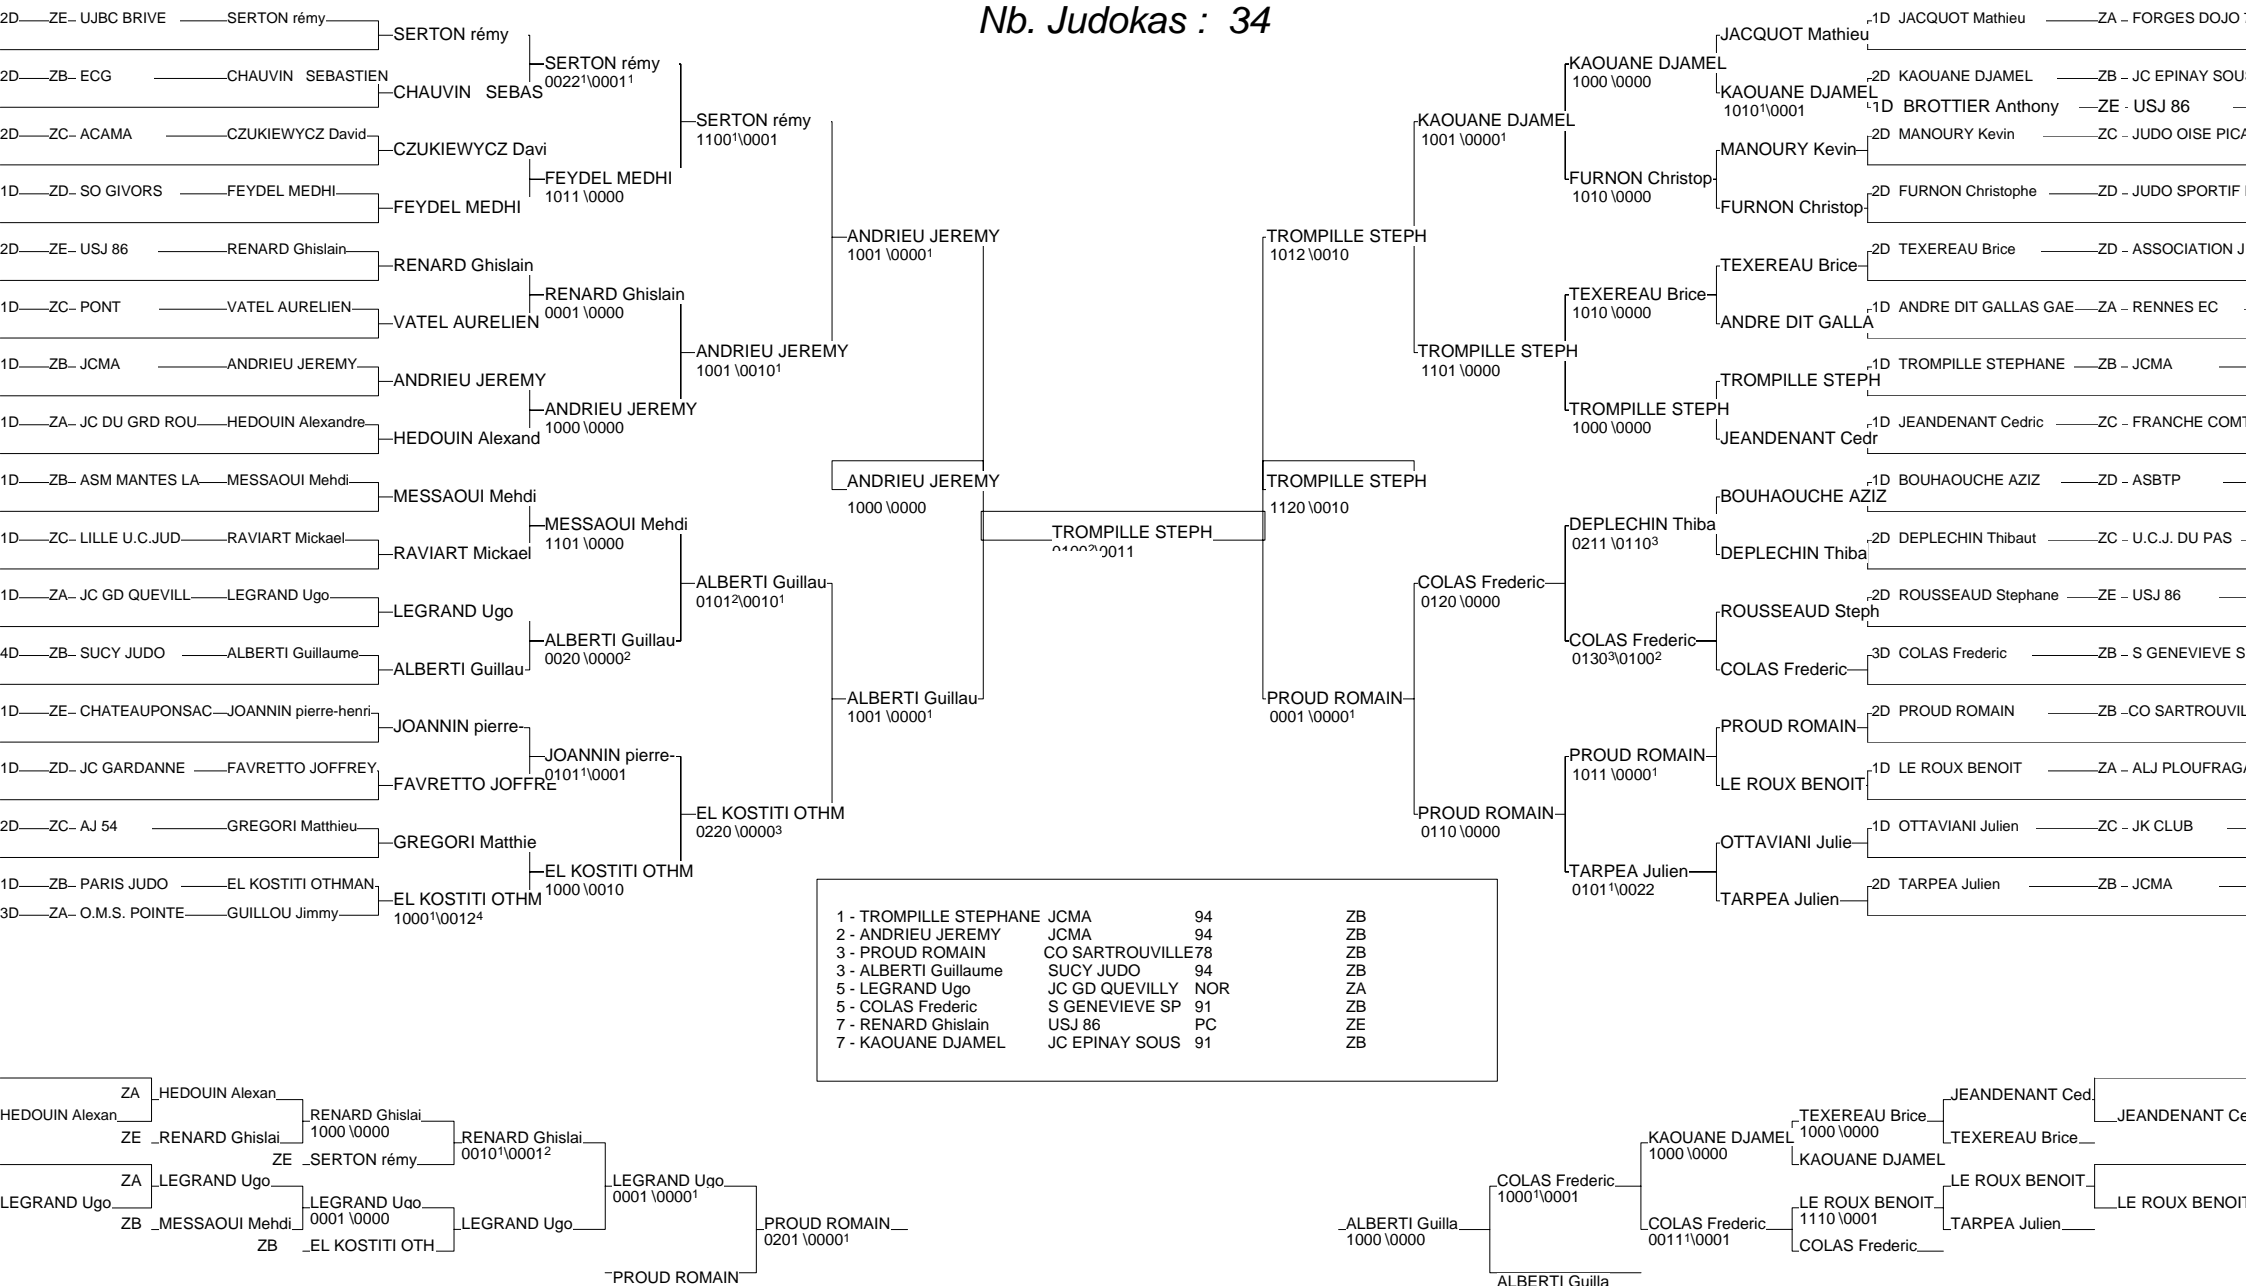 Nb. Judokas : 34
2D ZE UJBC BRIVE SERTON rémy
2D ZB ECG CHAUVIN SEBASTIEN
2D ZC ACAMA CZUKIEWYCZ David
1D ZD SO GIVORS FEYDEL MEDHI
2D ZE USJ 86 RENARD Ghislain
1D ZC PONT VATEL AURELIEN
1D ZB JCMA ANDRIEU JEREMY
1D ZA JC DU GRD ROU HEDOUIN Alexandre
1D ZB ASM MANTES LA MESSAOUI Mehdi
1D ZC LILLE U.C.JUD RAVIART Mickael
1D ZA JC GD QUEVILL LEGRAND Ugo
4D ZB SUCY JUDO ALBERTI Guillaume
1D ZE CHATEAUPONSAC JOANNIN pierre-henri
1D ZD JC GARDANNE FAVRETTO JOFFREY
2D ZC AJ 54 GREGORI Matthieu
1D ZB PARIS JUDO EL KOSTITI OTHMAN
3D ZA O.M.S. POINTE GUILLOU Jimmy
SERTON rémy
CHAUVIN SEBAS
CZUKIEWYCZ Davi
FEYDEL MEDHI
RENARD Ghislain
VATEL AURELIEN
ANDRIEU JEREMY
HEDOUIN Alexand
MESSAOUI Mehdi
RAVIART Mickael
LEGRAND Ugo
ALBERTI Guillau
JOANNIN pierre-
FAVRETTO JOFFRE
GREGORI Matthie
EL KOSTITI OTHM
1000¹\0012⁴
SERTON rémy
0022¹\0001¹
FEYDEL MEDHI
1011 \0000
RENARD Ghislain
0001 \0000
ANDRIEU JEREMY
1000 \0000
MESSAOUI Mehdi
1101 \0000
ALBERTI Guillau
0020 \0000²
JOANNIN pierre-
0101¹\0001
EL KOSTITI OTHM
1000 \0010
SERTON rémy
1100¹\0001
ANDRIEU JEREMY
1001 \0010¹
ALBERTI Guillau
0101²\0010¹
EL KOSTITI OTHM
0220 \0000³
ANDRIEU JEREMY
1001 \0000¹
ANDRIEU JEREMY
1000 \0000
ALBERTI Guillau
1001 \0000¹
TROMPILLE STEPH
0100²\0011
TROMPILLE STEPH
1012 \0010
TROMPILLE STEPH
1120 \0010
PROUD ROMAIN
0001 \0000¹
KAOUANE DJAMEL
1001 \0000¹
TROMPILLE STEPH
1101 \0000
COLAS Frederic
0120 \0000
PROUD ROMAIN
0110 \0000
KAOUANE DJAMEL
1000 \0000
FURNON Christop
1010 \0000
TEXEREAU Brice
1010 \0000
TROMPILLE STEPH
1000 \0000
DEPLECHIN Thiba
0211 \0110³
COLAS Frederic
0130³\0100²
PROUD ROMAIN
1011 \0000¹
TARPEA Julien
0101¹\0022
JACQUOT Mathieu
KAOUANE DJAMEL
1010¹\0001
MANOURY Kevin
FURNON Christop
TEXEREAU Brice
ANDRE DIT GALLA
TROMPILLE STEPH
JEANDENANT Cedr
BOUHAOUCHE AZIZ
DEPLECHIN Thiba
ROUSSEAUD Steph
COLAS Frederic
PROUD ROMAIN
LE ROUX BENOIT
OTTAVIANI Julie
TARPEA Julien
1D JACQUOT Mathieu ZA – FORGES DOJO
2D KAOUANE DJAMEL ZB – JC EPINAY SOUS
1D BROTTIER Anthony ZE - USJ 86
2D MANOURY Kevin ZC – JUDO OISE PICA
2D FURNON Christophe ZD – JUDO SPORTIF
2D TEXEREAU Brice ZD – ASSOCIATION J
1D ANDRE DIT GALLAS GAE ZA – RENNES EC
1D TROMPILLE STEPHANE ZB – JCMA
1D JEANDENANT Cedric ZC – FRANCHE COMT
1D BOUHAOUCHE AZIZ ZD – ASBTP
2D DEPLECHIN Thibaut ZC – U.C.J. DU PAS
2D ROUSSEAUD Stephane ZE – USJ 86
3D COLAS Frederic ZB – S GENEVIEVE S
2D PROUD ROMAIN ZB – CO SARTROUVIL
1D LE ROUX BENOIT ZA – ALJ PLOUFRAGA
1D OTTAVIANI Julien ZC – JK CLUB
2D TARPEA Julien ZB – JCMA
1 - TROMPILLE STEPHANE JCMA 94 ZB
2 - ANDRIEU JEREMY JCMA 94 ZB
3 - PROUD ROMAIN CO SARTROUVILLE 78 ZB
3 - ALBERTI Guillaume SUCY JUDO 94 ZB
5 - LEGRAND Ugo JC GD QUEVILLY NOR ZA
5 - COLAS Frederic S GENEVIEVE SP 91 ZB
7 - RENARD Ghislain USJ 86 PC ZE
7 - KAOUANE DJAMEL JC EPINAY SOUS 91 ZB
HEDOUIN Alexan
LEGRAND Ugo
ZA HEDOUIN Alexan
ZE RENARD Ghislai
ZA LEGRAND Ugo
ZB MESSAOUI Mehdi
RENARD Ghislai
1000 \0000
ZE SERTON rémy
LEGRAND Ugo
0001 \0000
ZB EL KOSTITI OTH
RENARD Ghislai
0010¹\0001²
LEGRAND Ugo
LEGRAND Ugo
0001 \0000¹
PROUD ROMAIN
PROUD ROMAIN
0201 \0000¹
ALBERTI Guilla
1000 \0000
COLAS Frederic
1000¹\0001
ALBERTI Guilla
KAOUANE DJAMEL
1000 \0000
COLAS Frederic
0011¹\0001
TEXEREAU Brice
1000 \0000
KAOUANE DJAMEL
LE ROUX BENOIT
1110 \0001
COLAS Frederic
JEANDENANT Ced
TEXEREAU Brice
LE ROUX BENOIT
TARPEA Julien
JEANDENANT Ce
LE ROUX BENOIT